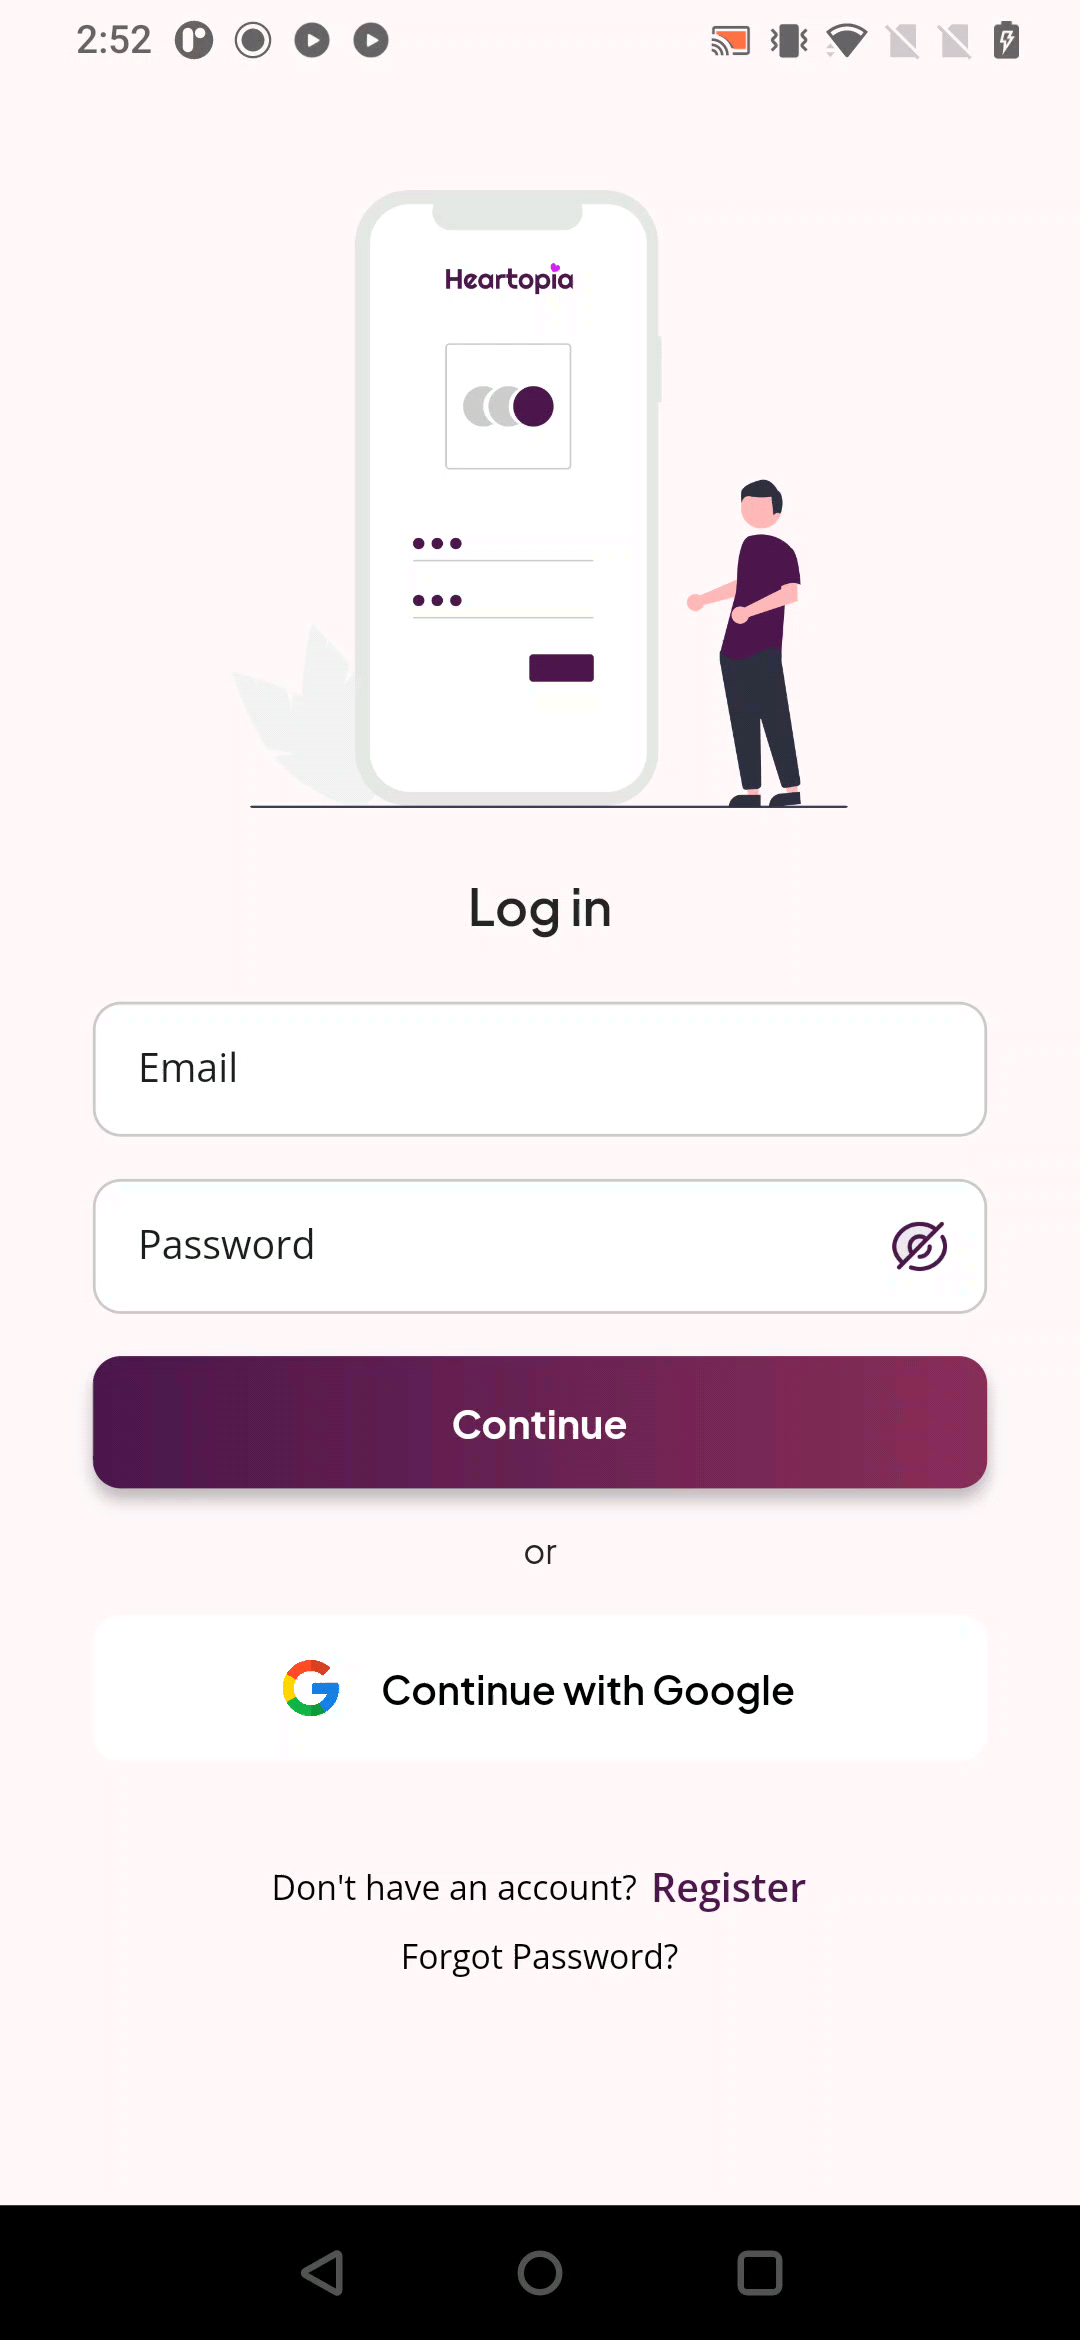 2:52
Heartopia
Log in
Email
Password
Continue
or
Continue with Google
Don't have an account? Register
Forgot Password?